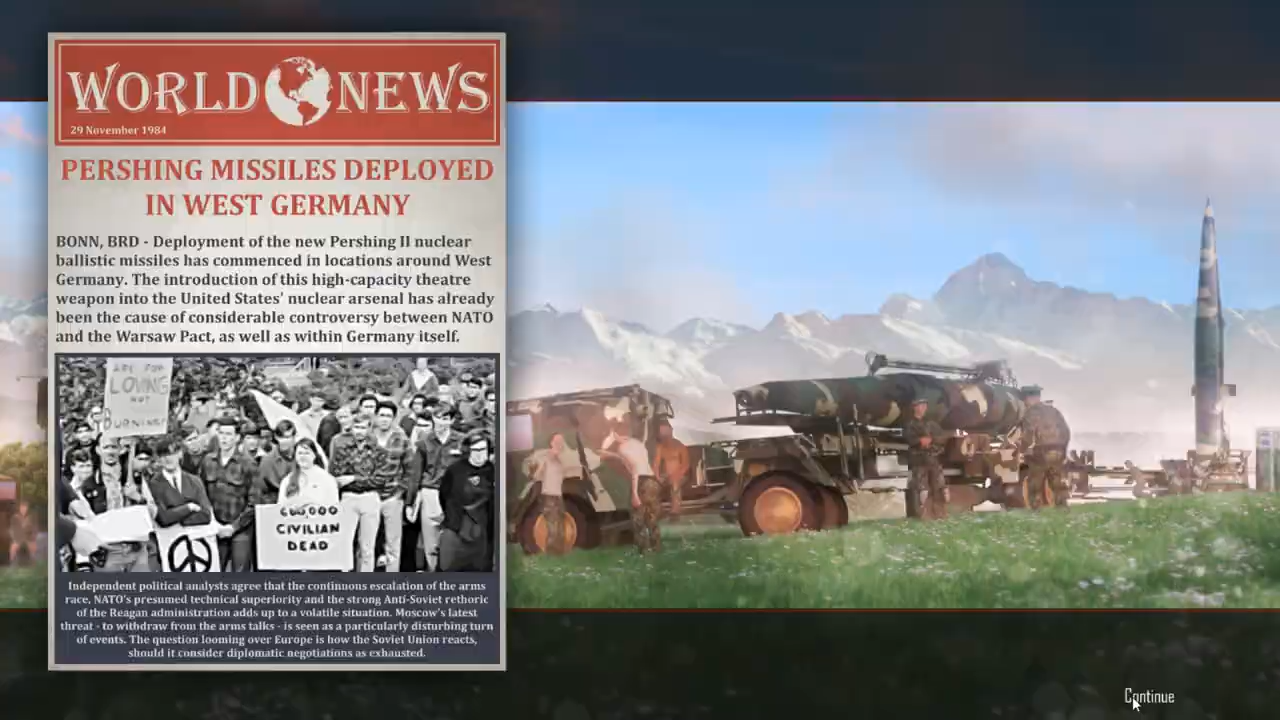 WORLD NEWS
29 November 1984
PERSHING MISSILES DEPLOYED
IN WEST GERMANY
BONN, BRD - Deployment of the new Pershing II nuclear
ballistic missiles has commenced in locations around West
Germany. The introduction of this high-capacity theatre
weapon into the United States' nuclear arsenal has already
been the cause of considerable controversy between NATO
and the Warsaw Pact, as well as within Germany itself.
ARE FOR
LOVING
NOT
BURNING!
600,000
CIVILIAN
DEAD
Independent political analysts agree that the continuous escalation of the arms
race, NATO's presumed technical superiority and the strong Anti-Soviet rethoric
of the Reagan administration adds up to a volatile situation. Moscow's latest
threat - to withdraw from the arms talks - is seen as a particularly disturbing turn
of events. The question looming over Europe is how the Soviet Union reacts,
should it consider diplomatic negotiations as exhausted.
Continue